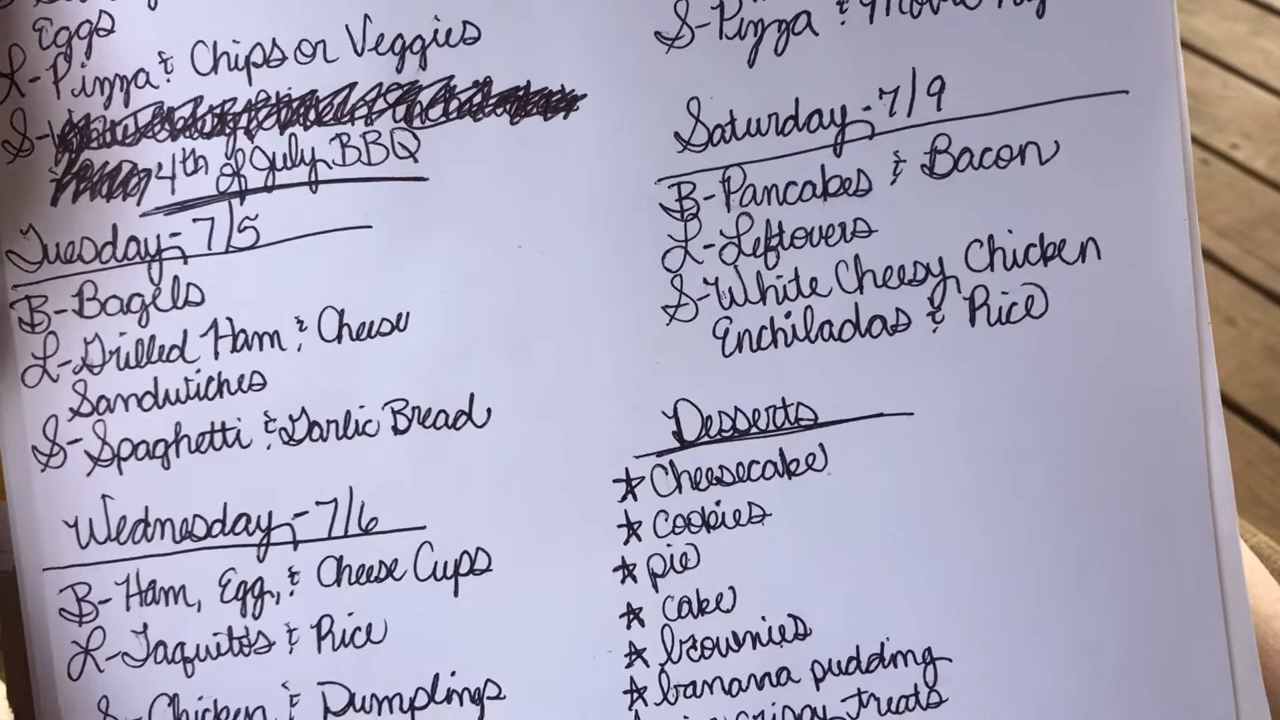 Eggs
L-Pizza & Chips or Veggies
S-
4th of July BBQ
Tuesday-7/5
B-Bagels
L-Grilled Ham & Cheese
Sandwiches
S-Spaghetti & Garlic Bread
Wednesday-7/6
B-Ham, Egg, & Cheese Cups
L-Taquitos & Rice
S-Chicken & Dumplings
S-Pizza & Movie
Saturday-7/9
B-Pancakes & Bacon
L-Leftovers
S-White Cheesy Chicken
Enchiladas & Rice
Desserts
☆ Cheesecake
☆ cookies
☆ pie
☆ cake
☆ brownies
☆ banana pudding
crispy treats